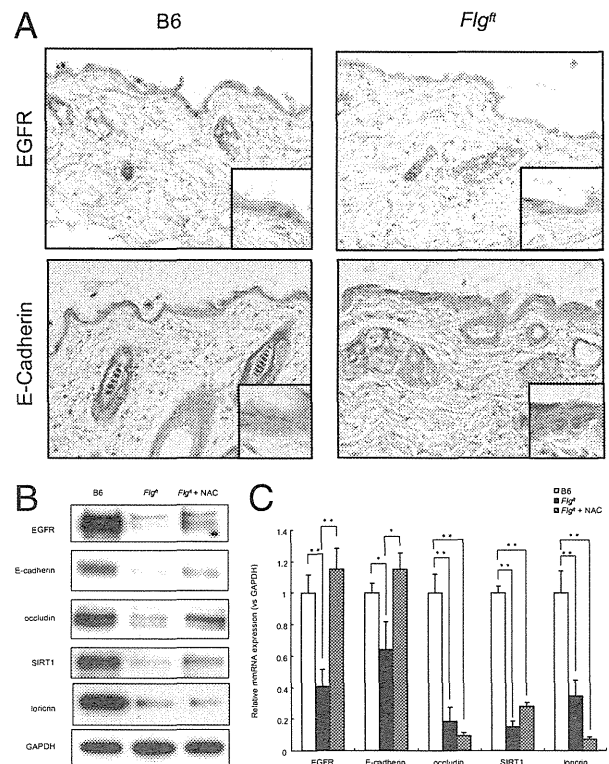 A
B6 Flgft
EGFR
E-Cadherin
B
B6 Flgft Flgft + NAC
EGFR
E-cadherin
occludin
SIRT1
loricrin
GAPDH
C
B6
Flgft
Flgft + NAC
Relative mmRNA expression (vs GAPDH)
1.4
1.2
1
0.8
0.6
0.4
0.2
0
* *
* *
*
*
* *
* *
* *
* *
* *
* *
EGFR E-cadherin occludin SIRT1 loricrin